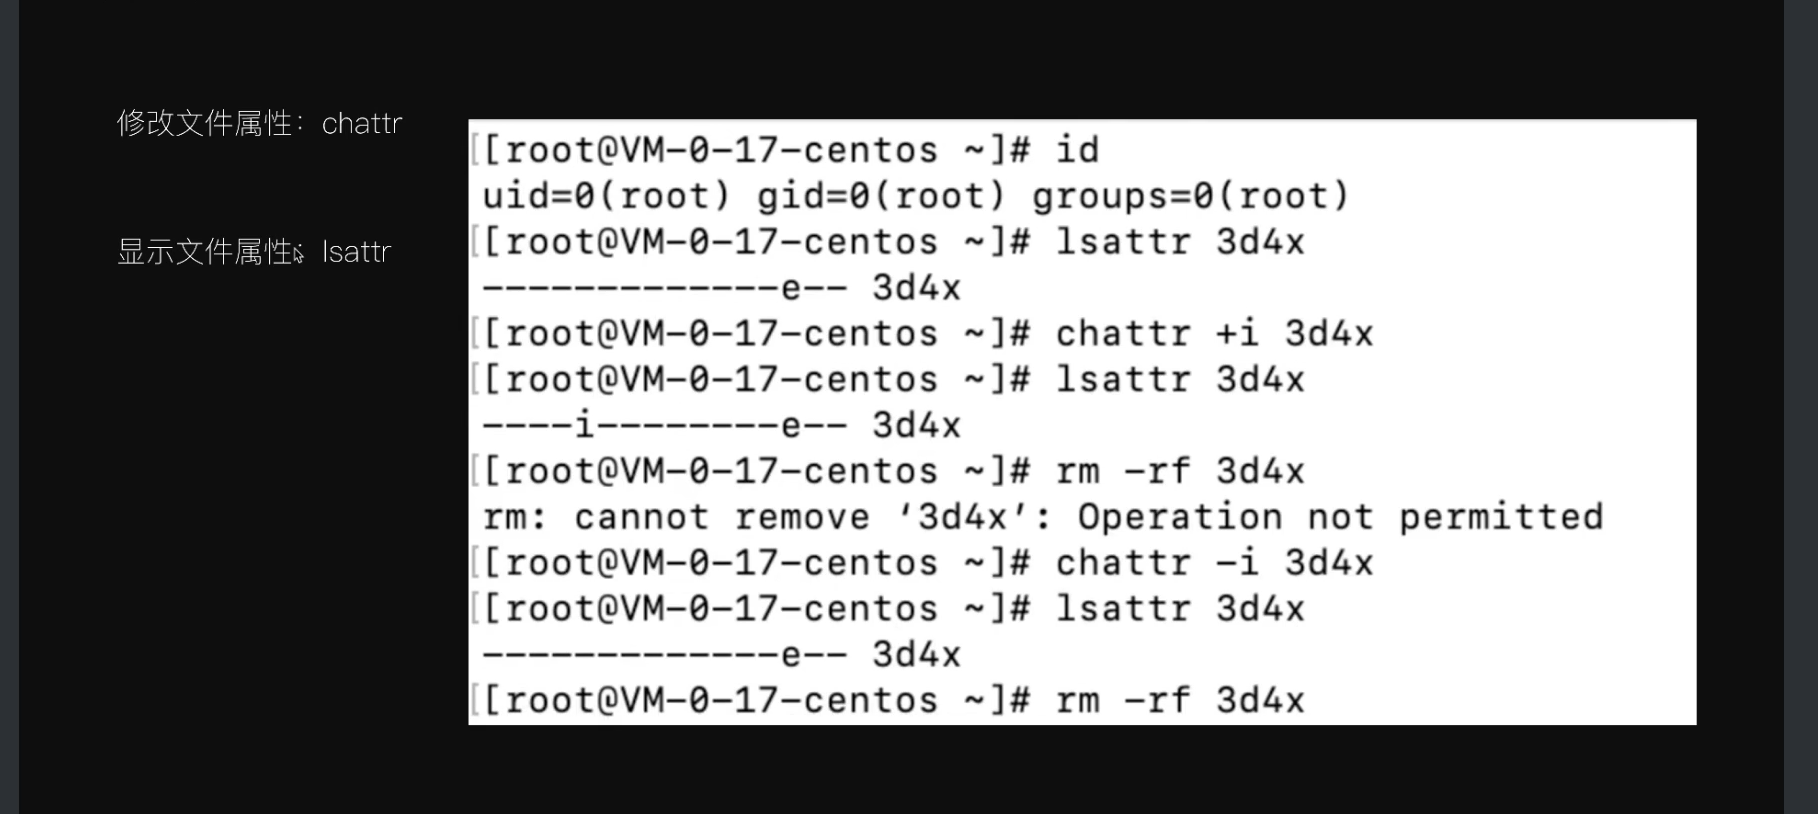 修改文件属性：chattr
显示文件属性：lsattr
[[root@VM-0-17-centos ~]# id
uid=0(root) gid=0(root) groups=0(root)
[[root@VM-0-17-centos ~]# lsattr 3d4x
-------------e-- 3d4x
[[root@VM-0-17-centos ~]# chattr +i 3d4x
[[root@VM-0-17-centos ~]# lsattr 3d4x
----i--------e-- 3d4x
[[root@VM-0-17-centos ~]# rm -rf 3d4x
rm: cannot remove ‘3d4x’: Operation not permitted
[[root@VM-0-17-centos ~]# chattr -i 3d4x
[[root@VM-0-17-centos ~]# lsattr 3d4x
-------------e-- 3d4x
[[root@VM-0-17-centos ~]# rm -rf 3d4x